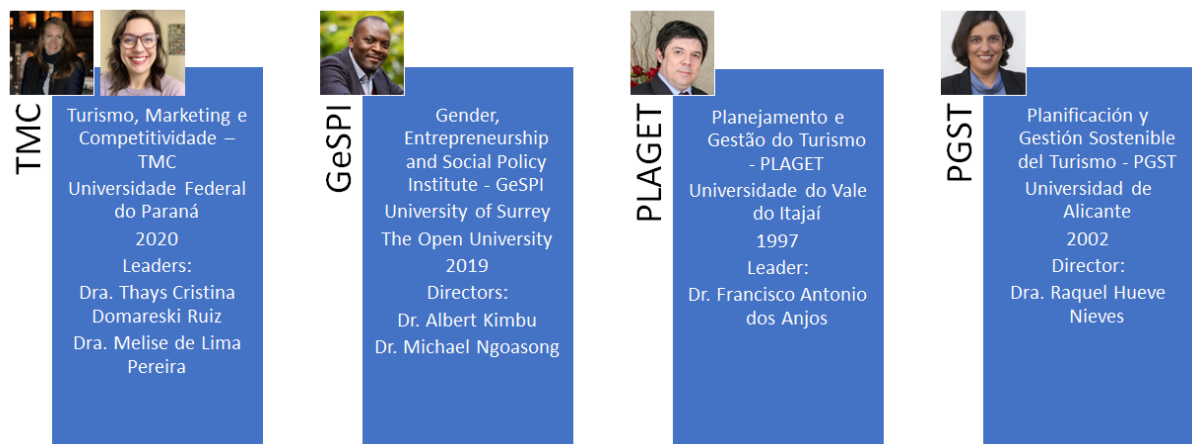 TMC
Turismo, Marketing e
Competitividade –
TMC
Universidade Federal
do Paraná
2020
Leaders:
Dra. Thays Cristina
Domareski Ruiz
Dra. Melise de Lima
Pereira
GeSPI
Gender,
Entrepreneurship
and Social Policy
Institute - GeSPI
University of Surrey
The Open University
2019
Directors:
Dr. Albert Kimbu
Dr. Michael Ngoasong
PLAGET
Planejamento e
Gestão do Turismo
- PLAGET
Universidade do Vale
do Itajaí
1997
Leader:
Dr. Francisco Antonio
dos Anjos
PGST
Planificación y
Gestión Sostenible
del Turismo - PGST
Universidad de
Alicante
2002
Director:
Dra. Raquel Hueve
Nieves